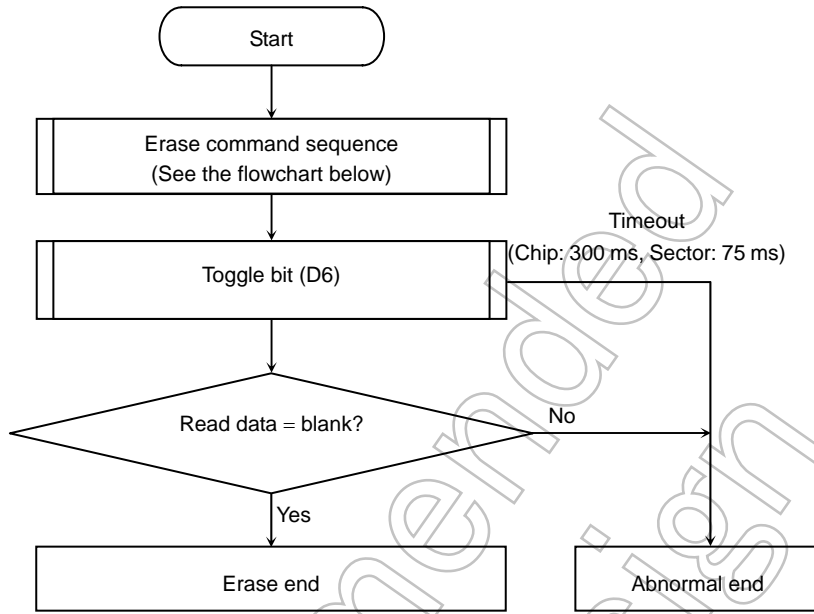 Start
Erase command sequence
(See the flowchart below)
Timeout
(Chip: 300 ms, Sector: 75 ms)
Toggle bit (D6)
Read data = blank?
No
Yes
Erase end
Abnormal end